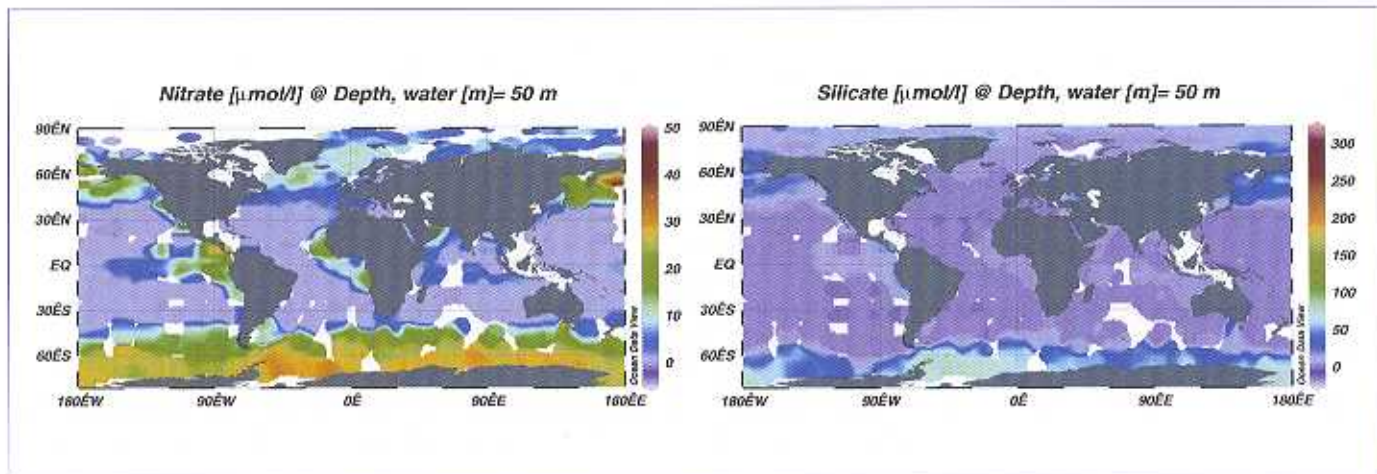 Nitrate [µmol/l] @ Depth, water [m]= 50 m
90ÊN
60ÊN
30ÊN
EQ
30ÊS
60ÊS
180ÊW
90ÊW
0Ê
90ÊE
180ÊE
50
40
30
20
10
0
Ocean Data View
Silicate [µmol/l] @ Depth, water [m]= 50 m
90ÊN
60ÊN
30ÊN
EQ
30ÊS
60ÊS
180ÊW
90ÊW
0Ê
90ÊE
180ÊE
300
250
200
150
100
50
0
Ocean Data View